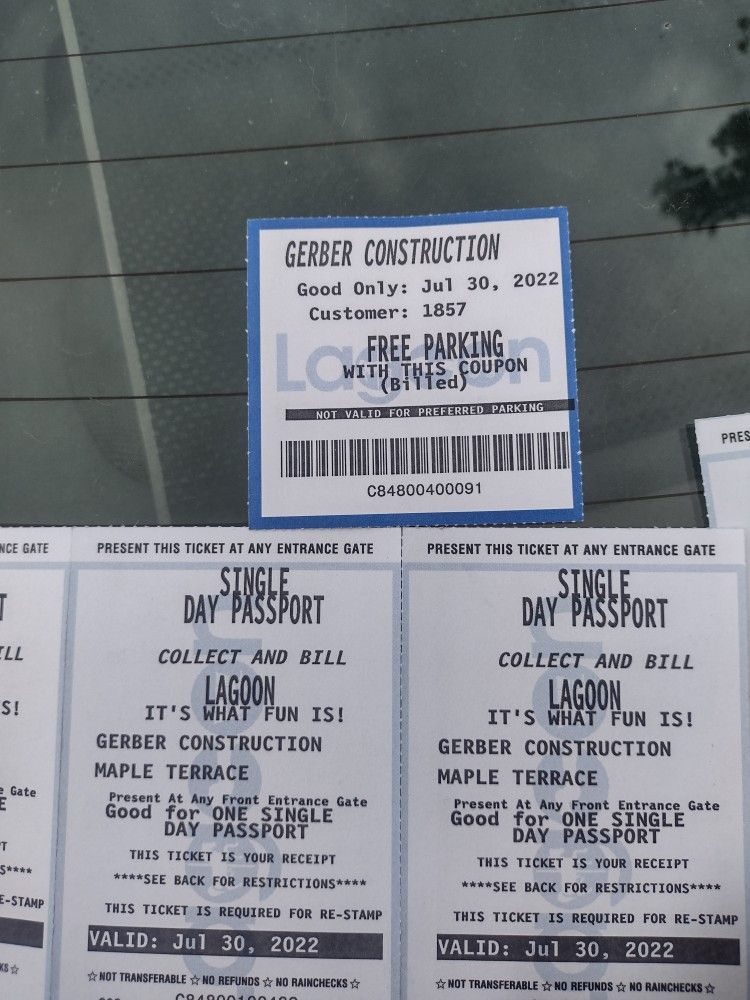 GERBER CONSTRUCTION
Good Only: Jul 30, 2022
Customer: 1857
Lagoon
FREE PARKING
WITH THIS COUPON
(Billed)
NOT VALID FOR PREFERRED PARKING
C84800400091
PRES
NCE GATE
ILL
S!
e Gate
E
PT
S****
E-STAMP
KS☆
PRESENT THIS TICKET AT ANY ENTRANCE GATE
SINGLE
DAY PASSPORT
COLLECT AND BILL
LAGOON
IT'S WHAT FUN IS!
GERBER CONSTRUCTION
MAPLE TERRACE
Present At Any Front Entrance Gate
Good for ONE SINGLE
DAY PASSPORT
THIS TICKET IS YOUR RECEIPT
****SEE BACK FOR RESTRICTIONS****
THIS TICKET IS REQUIRED FOR RE-STAMP
VALID: Jul 30, 2022
☆NOT TRANSFERABLE ☆NO REFUNDS ☆NO RAINCHECKS☆
PRESENT THIS TICKET AT ANY ENTRANCE GATE
SINGLE
DAY PASSPORT
COLLECT AND BILL
LAGOON
IT'S WHAT FUN IS!
GERBER CONSTRUCTION
MAPLE TERRACE
Present At Any Front Entrance Gate
Good for ONE SINGLE
DAY PASSPORT
THIS TICKET IS YOUR RECEIPT
****SEE BACK FOR RESTRICTIONS****
THIS TICKET IS REQUIRED FOR RE-STAMP
VALID: Jul 30, 2022
☆NOT TRANSFERABLE ☆NO REFUNDS ☆NO RAINCHECKS☆